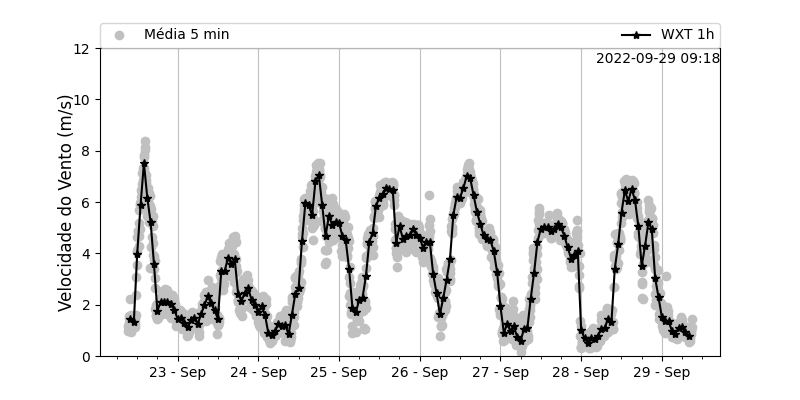 Média 5 min
WXT 1h
2022-09-29 09:18
Velocidade do Vento (m/s)
12
10
8
6
4
2
0
23 - Sep 24 - Sep 25 - Sep 26 - Sep 27 - Sep 28 - Sep 29 - Sep